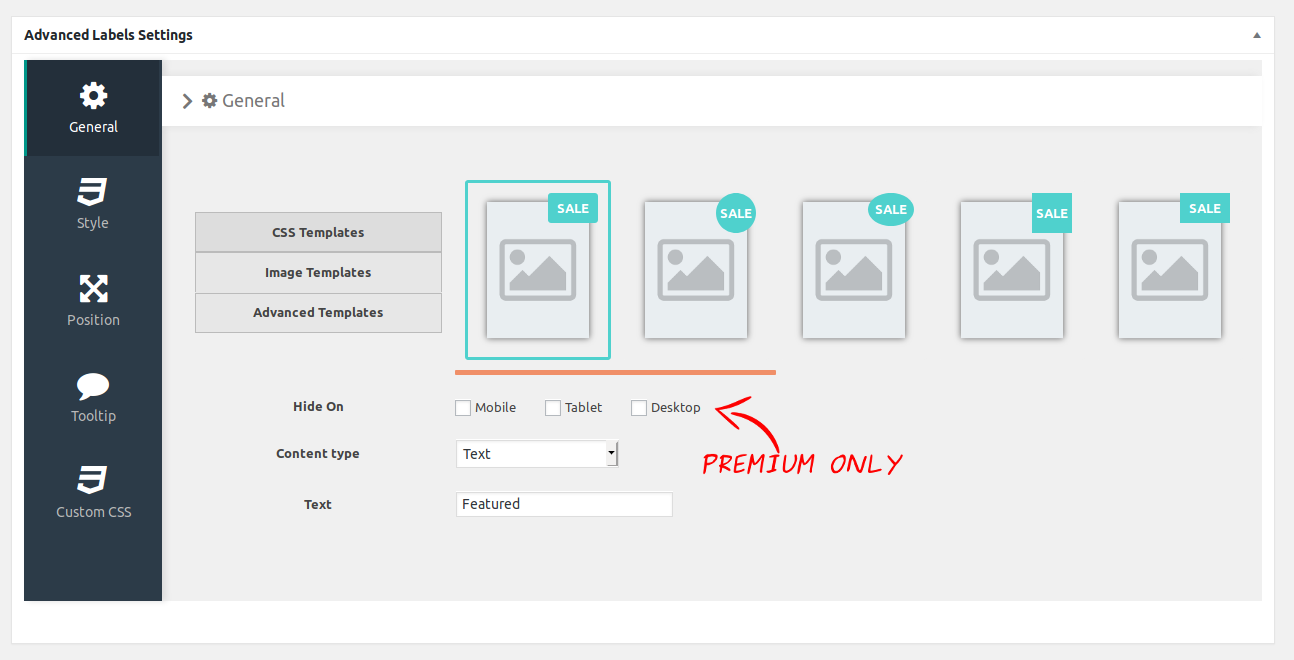 Advanced Labels Settings
General
Style
Position
Tooltip
Custom CSS
General
CSS Templates
Image Templates
Advanced Templates
SALE SALE SALE SALE SALE
Hide On Mobile Tablet Desktop
PREMIUM ONLY
Content type Text
Text Featured